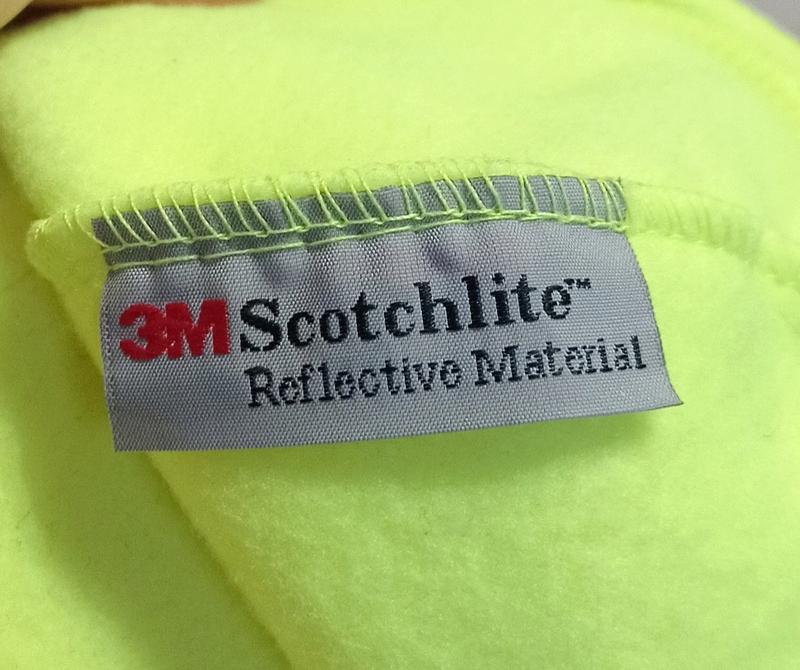 3M Scotchlite™
Reflective Material